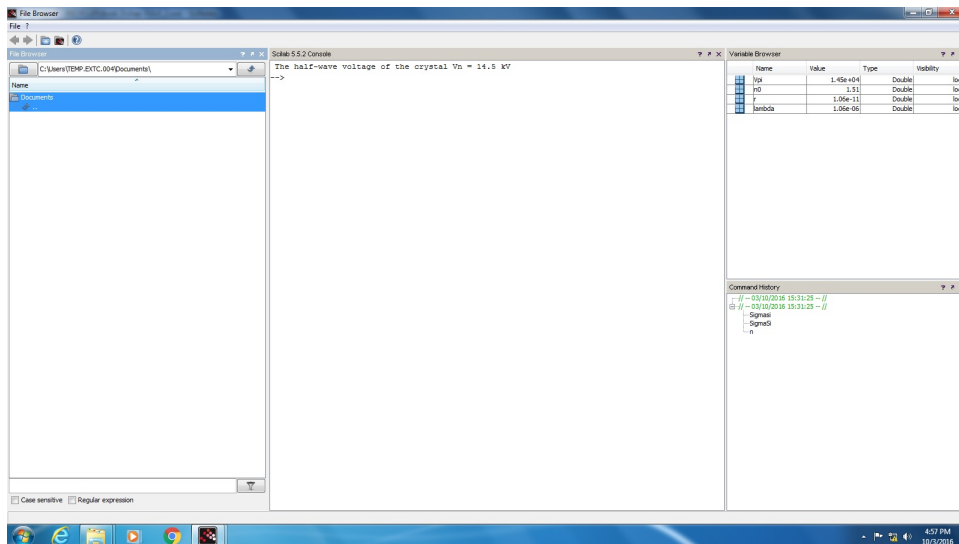 File Browser
File ?
File Browser ? ↗ ×
C:\Users\TEMP.EXTC.004\Documents\
Name
Documents
..
Case sensitive Regular expression
Scilab 5.5.2 Console ? ↗ ×
The half-wave voltage of the crystal Vn = 14.5 kV
-->
Variable Browser ? ↗
Name Value Type Visibility
Vpi 1.45e+04 Double lo
n0 1.51 Double lo
r 1.06e-11 Double lo
lambda 1.06e-06 Double lo
Command History ? ↗
// -- 03/10/2016 15:31:25 -- //
// -- 03/10/2016 15:31:25 -- //
Sigmasi
SigmaSi
n
4:57 PM
10/3/2016